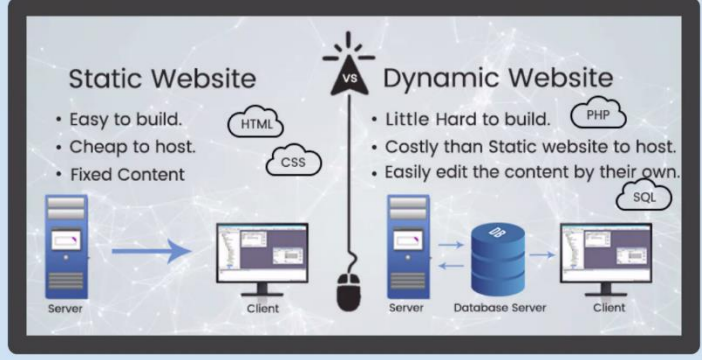 Static Website
• Easy to build.
• Cheap to host.
• Fixed Content
HTML
CSS
Server
Client
VS
Dynamic Website
• Little Hard to build.
• Costly than Static website to host.
• Easily edit the content by their own.
PHP
SQL
DB
Server
Database Server
Client